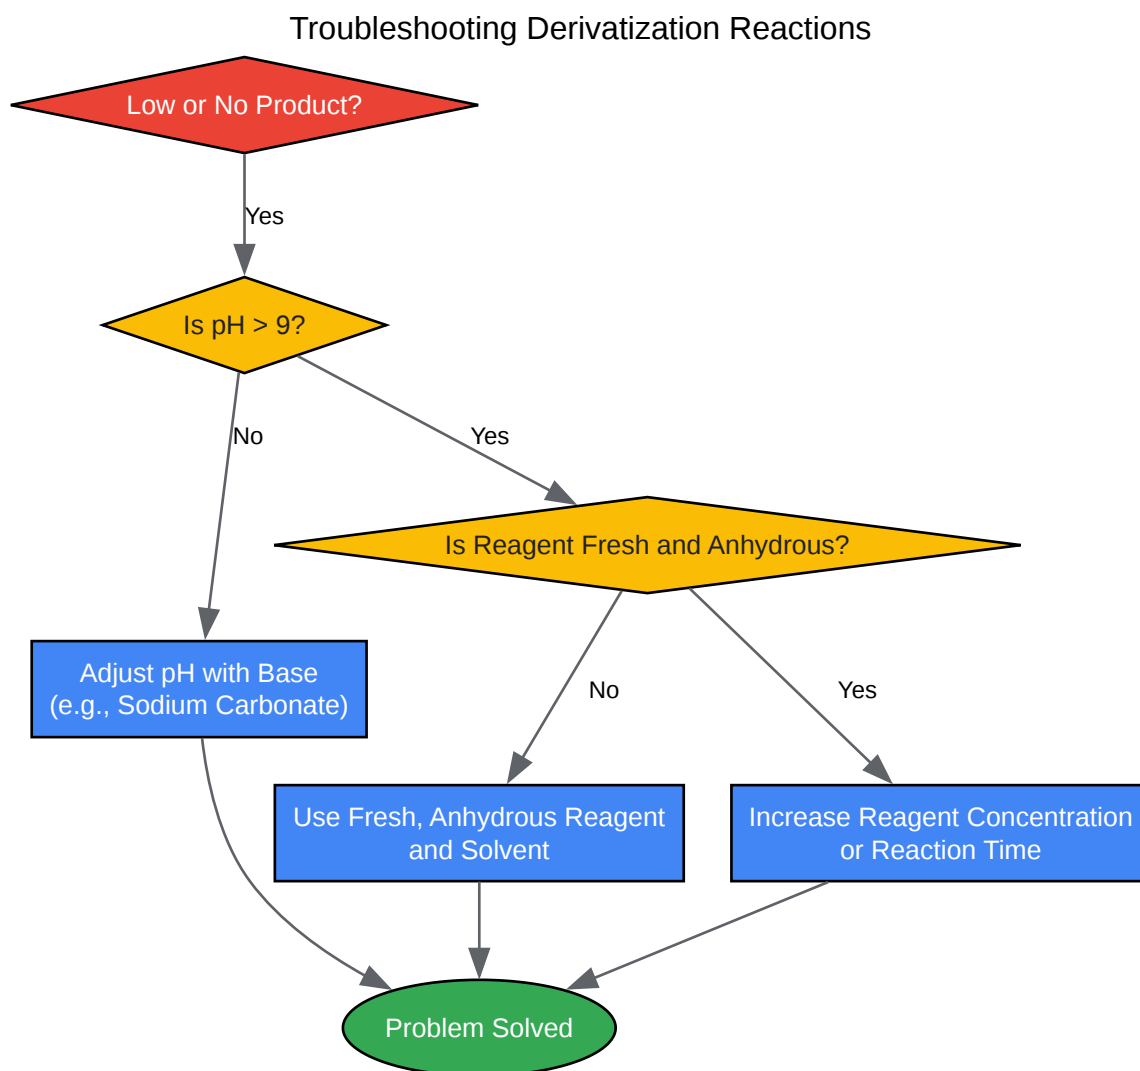 Troubleshooting Derivatization Reactions
Low or No Product?
Yes
Is pH > 9?
No
Yes
Is Reagent Fresh and Anhydrous?
Adjust pH with Base
(e.g., Sodium Carbonate)
No
Yes
Use Fresh, Anhydrous Reagent
and Solvent
Increase Reagent Concentration
or Reaction Time
Problem Solved